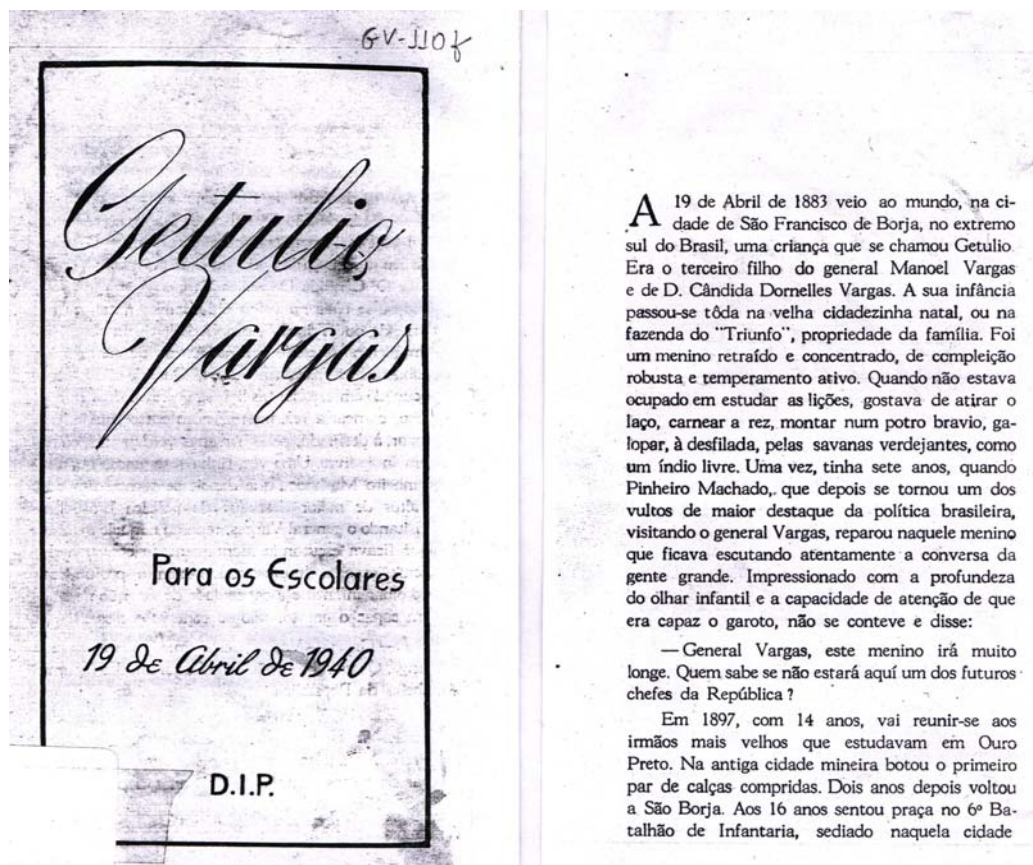 GV-110f
Getulio
Vargas
Para os Escolares
19 de Abril de 1940
D.I.P.
A 19 de Abril de 1883 veio ao mundo, na ci-
dade de São Francisco de Borja, no extremo
sul do Brasil, uma criança que se chamou Getulio.
Era o terceiro filho do general Manoel Vargas
e de D. Cândida Dornelles Vargas. A sua infância
passou-se tôda na velha cidadezinha natal, ou na
fazenda do "Triunfo", propriedade da família. Foi
um menino retraído e concentrado, de compleição
robusta e temperamento ativo. Quando não estava
ocupado em estudar as lições, gostava de atirar o
laço, carnear a rez, montar num potro bravio, ga-
lopar, à desfilada, pelas savanas verdejantes, como
um índio livre. Uma vez, tinha sete anos, quando
Pinheiro Machado, que depois se tornou um dos
vultos de maior destaque da política brasileira,
visitando o general Vargas, reparou naquele menino
que ficava escutando atentamente a conversa da
gente grande. Impressionado com a profundeza
do olhar infantil e a capacidade de atenção de que
era capaz o garoto, não se conteve e disse:
— General Vargas, este menino irá muito
longe. Quem sabe se não estará aquí um dos futuros
chefes da República ?
Em 1897, com 14 anos, vai reunir-se aos
irmãos mais velhos que estudavam em Ouro
Preto. Na antiga cidade mineira botou o primeiro
par de calças compridas. Dois anos depois voltou
a São Borja. Aos 16 anos sentou praça no 6º Ba-
talhão de Infantaria, sediado naquela cidade